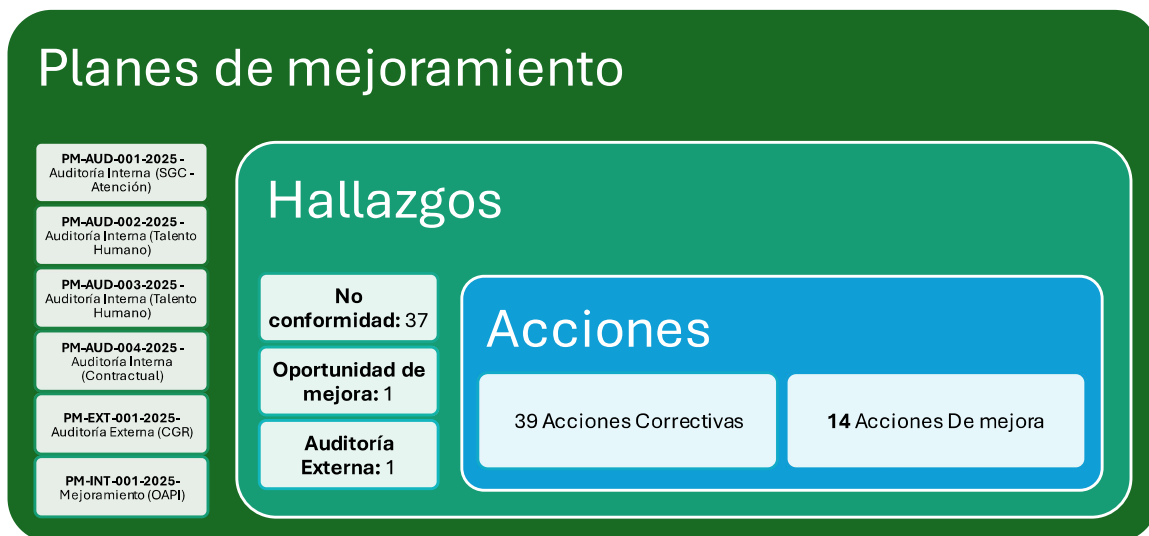 Planes de mejoramiento
PM-AUD-001-2025 -
Auditoría Interna (SGC -
Atención)
PM-AUD-002-2025 -
Auditoría Interna (Talento
Humano)
PM-AUD-003-2025 -
Auditoría Interna (Talento
Humano)
PM-AUD-004-2025 -
Auditoría Interna
(Contractual)
PM-EXT-001-2025-
Auditoría Externa (CGR)
PM-INT-001-2025-
Mejoramiento (OAPI)
Hallazgos
No
conformidad: 37
Oportunidad de
mejora: 1
Auditoría
Externa: 1
Acciones
39 Acciones Correctivas
14 Acciones De mejora